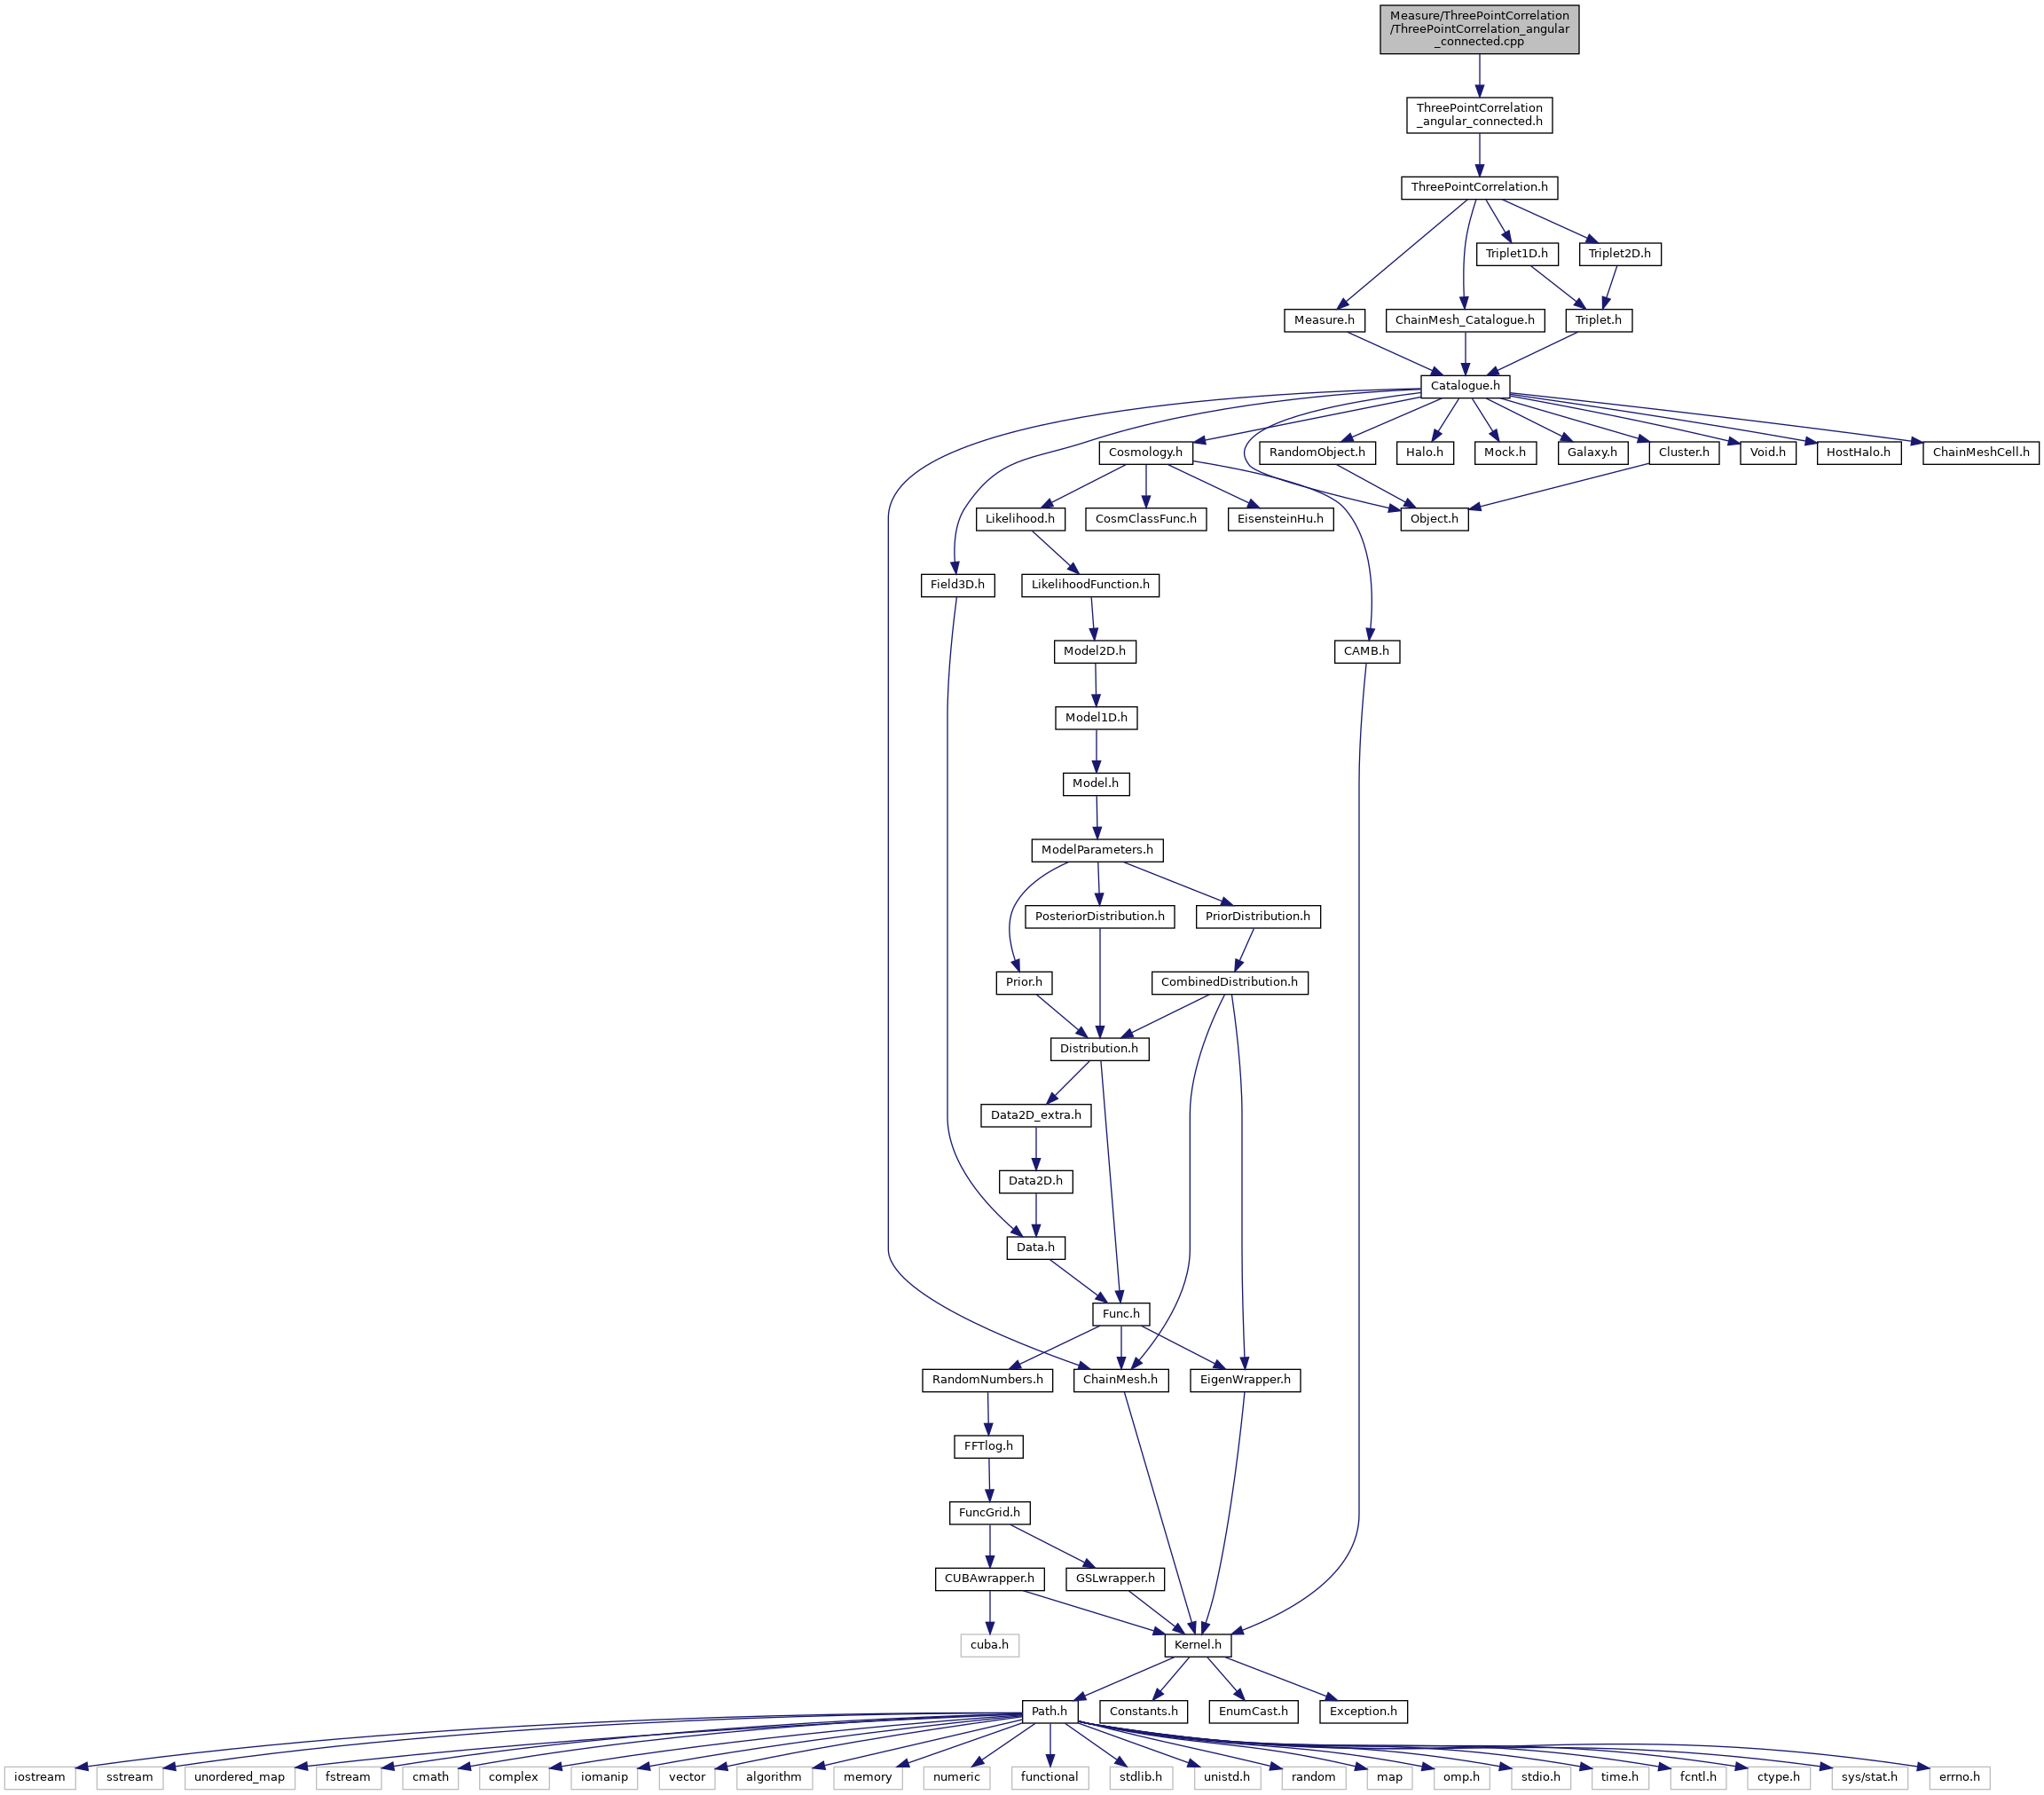 Measure/ThreePointCorrelation
/ThreePointCorrelation_angular
_connected.cpp
ThreePointCorrelation
_angular_connected.h
ThreePointCorrelation.h
Triplet1D.h
Triplet2D.h
Measure.h
ChainMesh_Catalogue.h
Triplet.h
Catalogue.h
Cosmology.h
RandomObject.h
Halo.h
Mock.h
Galaxy.h
Cluster.h
Void.h
HostHalo.h
ChainMeshCell.h
Likelihood.h
CosmClassFunc.h
EisensteinHu.h
Object.h
Field3D.h
LikelihoodFunction.h
Model2D.h
CAMB.h
Model1D.h
Model.h
ModelParameters.h
PosteriorDistribution.h
PriorDistribution.h
Prior.h
CombinedDistribution.h
Distribution.h
Data2D_extra.h
Data2D.h
Data.h
Func.h
RandomNumbers.h
ChainMesh.h
EigenWrapper.h
FFTlog.h
FuncGrid.h
CUBAwrapper.h
GSLwrapper.h
cuba.h
Kernel.h
Path.h
Constants.h
EnumCast.h
Exception.h
iostream
sstream
unordered_map
fstream
cmath
complex
iomanip
vector
algorithm
memory
numeric
functional
stdlib.h
unistd.h
random
map
omp.h
stdio.h
time.h
fcntl.h
ctype.h
sys/stat.h
errno.h